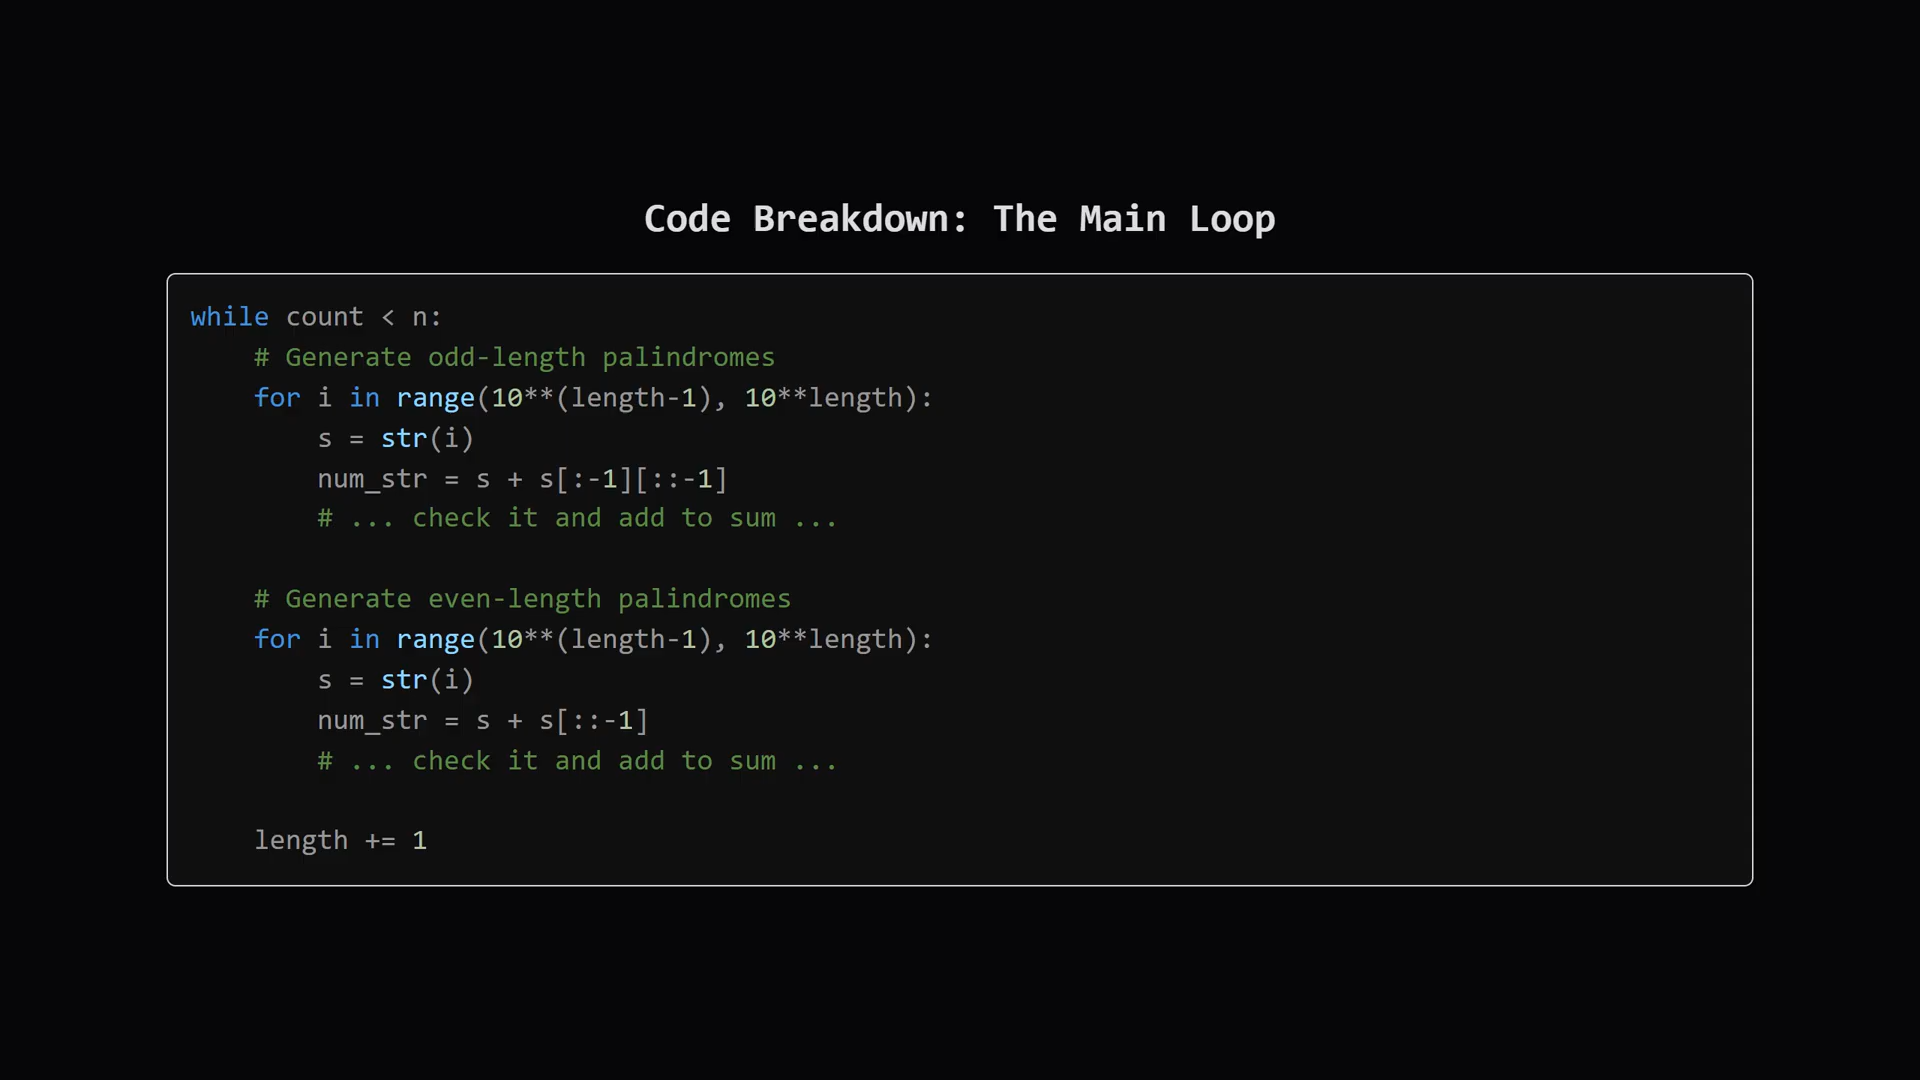 Code Breakdown: The Main Loop
while count < n:
    # Generate odd-length palindromes
    for i in range(10**(length-1), 10**length):
        s = str(i)
        num_str = s + s[:-1][::-1]
        # ... check it and add to sum ...
    # Generate even-length palindromes
    for i in range(10**(length-1), 10**length):
        s = str(i)
        num_str = s + s[::-1]
        # ... check it and add to sum ...
    length += 1